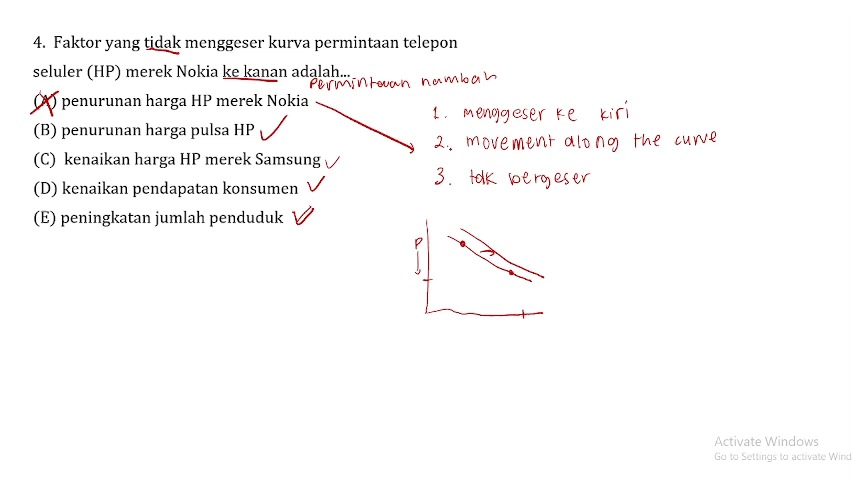 4. Faktor yang tidak menggeser kurva permintaan telepon
seluler (HP) merek Nokia ke kanan adalah...
permintaan nambah
(A) penurunan harga HP merek Nokia
1. menggeser ke kiri
(B) penurunan harga pulsa HP
2. movement along the curve
(C) kenaikan harga HP merek Samsung
3. tdk bergeser
(D) kenaikan pendapatan konsumen
(E) peningkatan jumlah penduduk
P
Activate Windows
Go to Settings to activate Wind